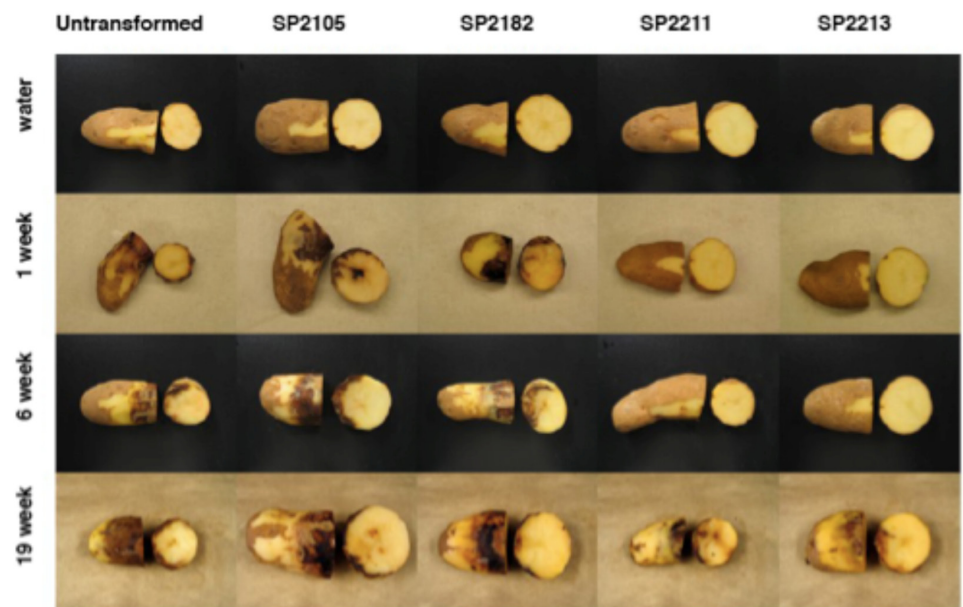 Untransformed SP2105 SP2182 SP2211 SP2213
water
1 week
6 week
19 week